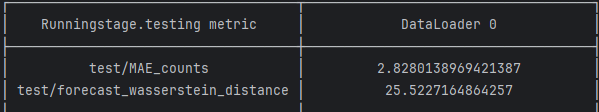 Runningstage.testing metric DataLoader 0
test/MAE_counts 2.8280138969421387
test/forecast_wasserstein_distance 25.5227164864257